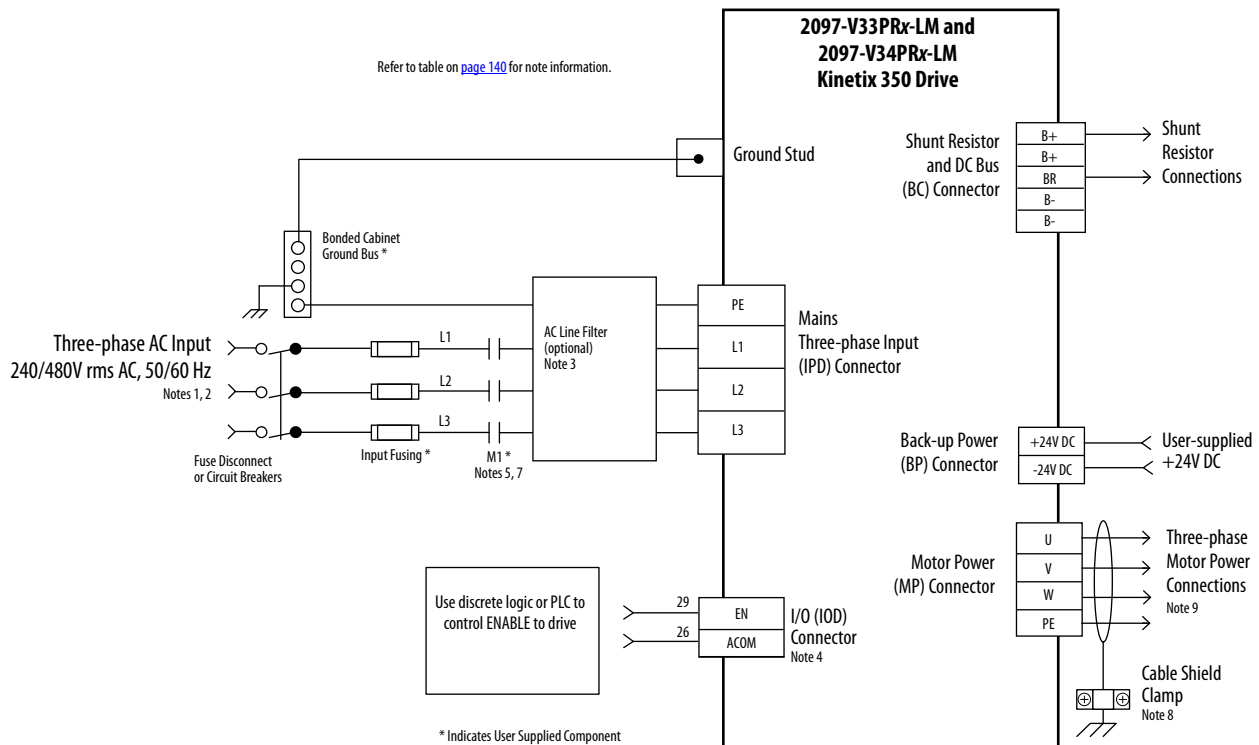 2097-V33PRx-LM and
2097-V34PRx-LM
Kinetix 350 Drive
Refer to table on page 140 for note information.
Ground Stud
Shunt Resistor
and DC Bus
(BC) Connector
B+
B+
BR
B-
B-
Shunt
Resistor
Connections
Bonded Cabinet
Ground Bus *
Three-phase AC Input
240/480V rms AC, 50/60 Hz
Notes 1, 2
Fuse Disconnect
or Circuit Breakers
L1
L2
L3
Input Fusing *
M1 *
Notes 5, 7
AC Line Filter
(optional)
Note 3
PE
L1
L2
L3
Mains
Three-phase Input
(IPD) Connector
Back-up Power
(BP) Connector
+24V DC
-24V DC
User-supplied
+24V DC
Motor Power
(MP) Connector
U
V
W
PE
Three-phase
Motor Power
Connections
Note 9
Use discrete logic or PLC to
control ENABLE to drive
29
26
EN
ACOM
I/O (IOD)
Connector
Note 4
Cable Shield
Clamp
Note 8
* Indicates User Supplied Component